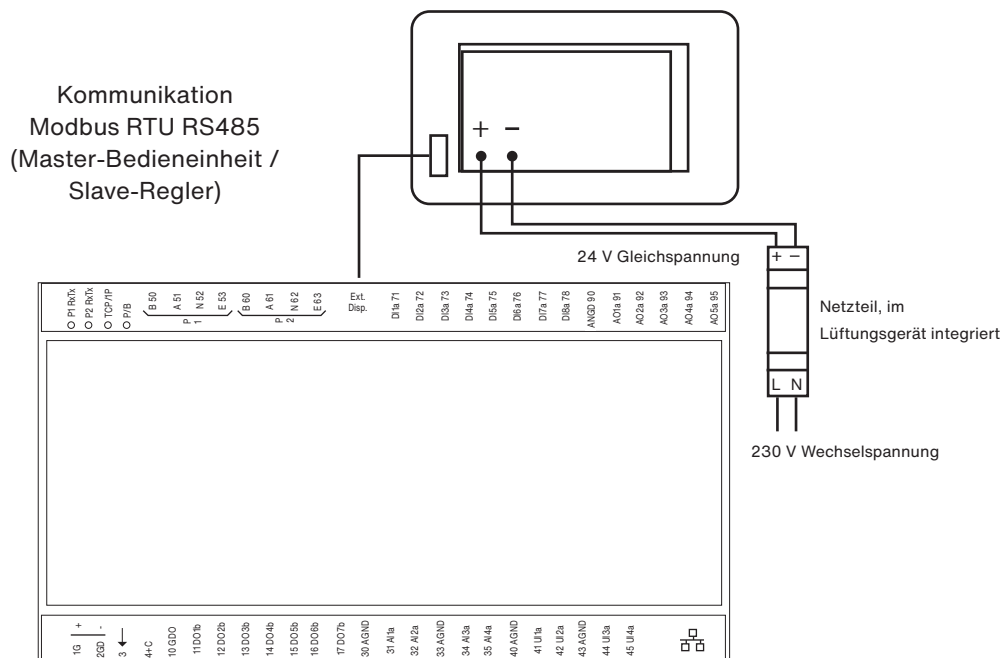 Kommunikation
Modbus RTU RS485
(Master-Bedieneinheit /
Slave-Regler)
+ −
24 V Gleichspannung
+ −
Netzteil, im
Lüftungsgerät integriert
L N
230 V Wechselspannung
P1 RxTx
P2 RxTx
TCP/IP
P/B
B 50
A 51
N 52
E 53
P 1
B 60
A 61
N 62
E 63
P 2
Ext.
Disp.
DI1a 71
DI2a 72
DI3a 73
DI4a 74
DI5a 75
DI6a 76
DI7a 77
DI8a 78
ANGD 90
AO1a 91
AO2a 92
AO3a 93
AO4a 94
AO5a 95
1G +
2GD -
3
4+C
10 GDO
11 DO1b
12 DO2b
13 DO3b
14 DO4b
15 DO5b
16 DO6b
17 DO7b
30 AGND
31 AI1a
32 AI2a
33 AGND
34 AI3a
35 AI4a
40 AGND
41 UI1a
42 UI2a
43 AGND
44 UI3a
45 UI4a